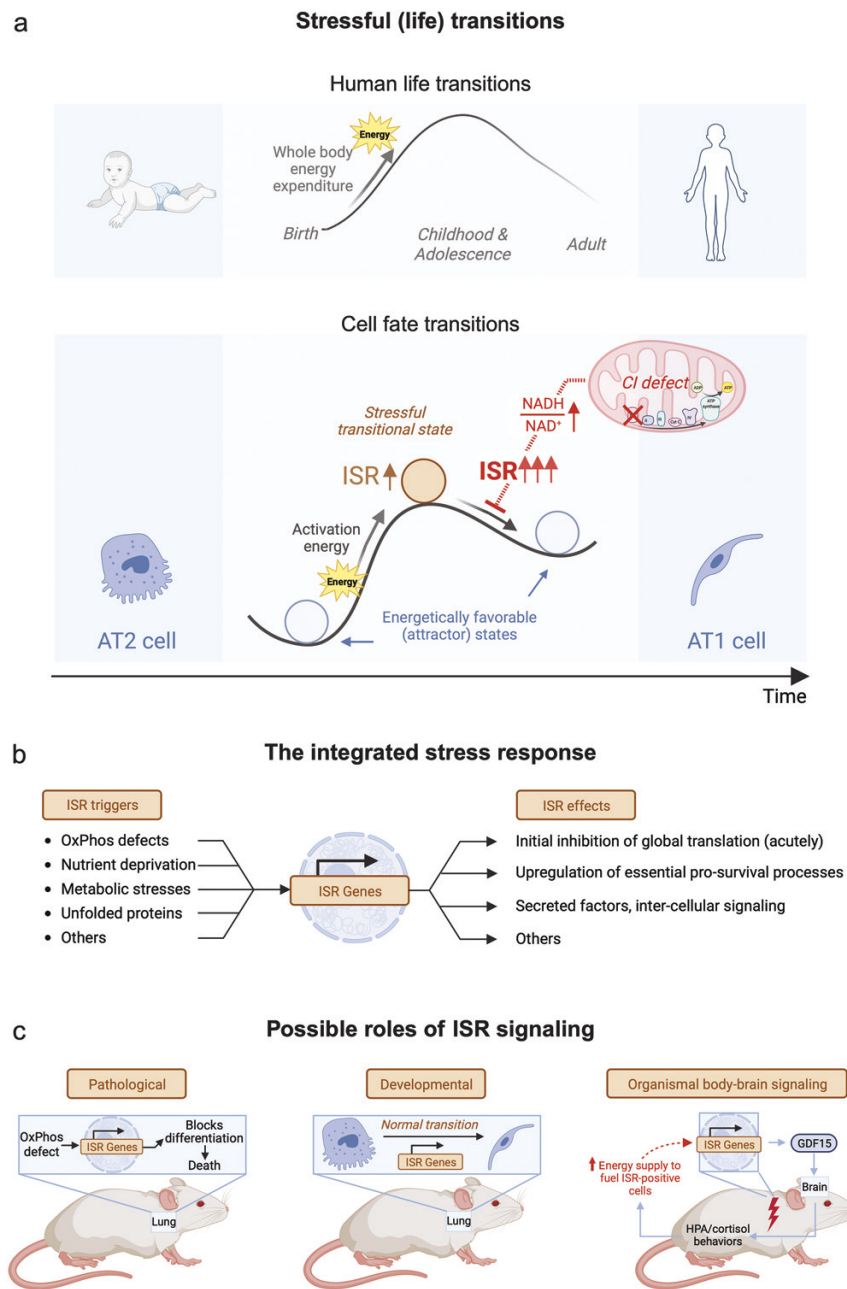 a
Stressful (life) transitions
Human life transitions
Energy
Whole body
energy
expenditure
Birth
Childhood &
Adolescence
Adult
Cell fate transitions
CI defect
ADP
ATP
ATP
synthase
NADH
NAD⁺
Stressful
transitional state
ISR
ISR
Activation
energy
Energy
Energetically favorable
(attractor) states
AT2 cell
AT1 cell
Time
b
The integrated stress response
ISR triggers
• OxPhos defects
• Nutrient deprivation
• Metabolic stresses
• Unfolded proteins
• Others
ISR Genes
ISR effects
Initial inhibition of global translation (acutely)
Upregulation of essential pro-survival processes
Secreted factors, inter-cellular signaling
Others
c
Possible roles of ISR signaling
Pathological
OxPhos
defect
ISR Genes
Blocks
differentiation
Death
Lung
Developmental
Normal transition
ISR Genes
Lung
Organismal body-brain signaling
ISR Genes
GDF15
Energy supply to
fuel ISR-positive
cells
Brain
HPA/cortisol
behaviors